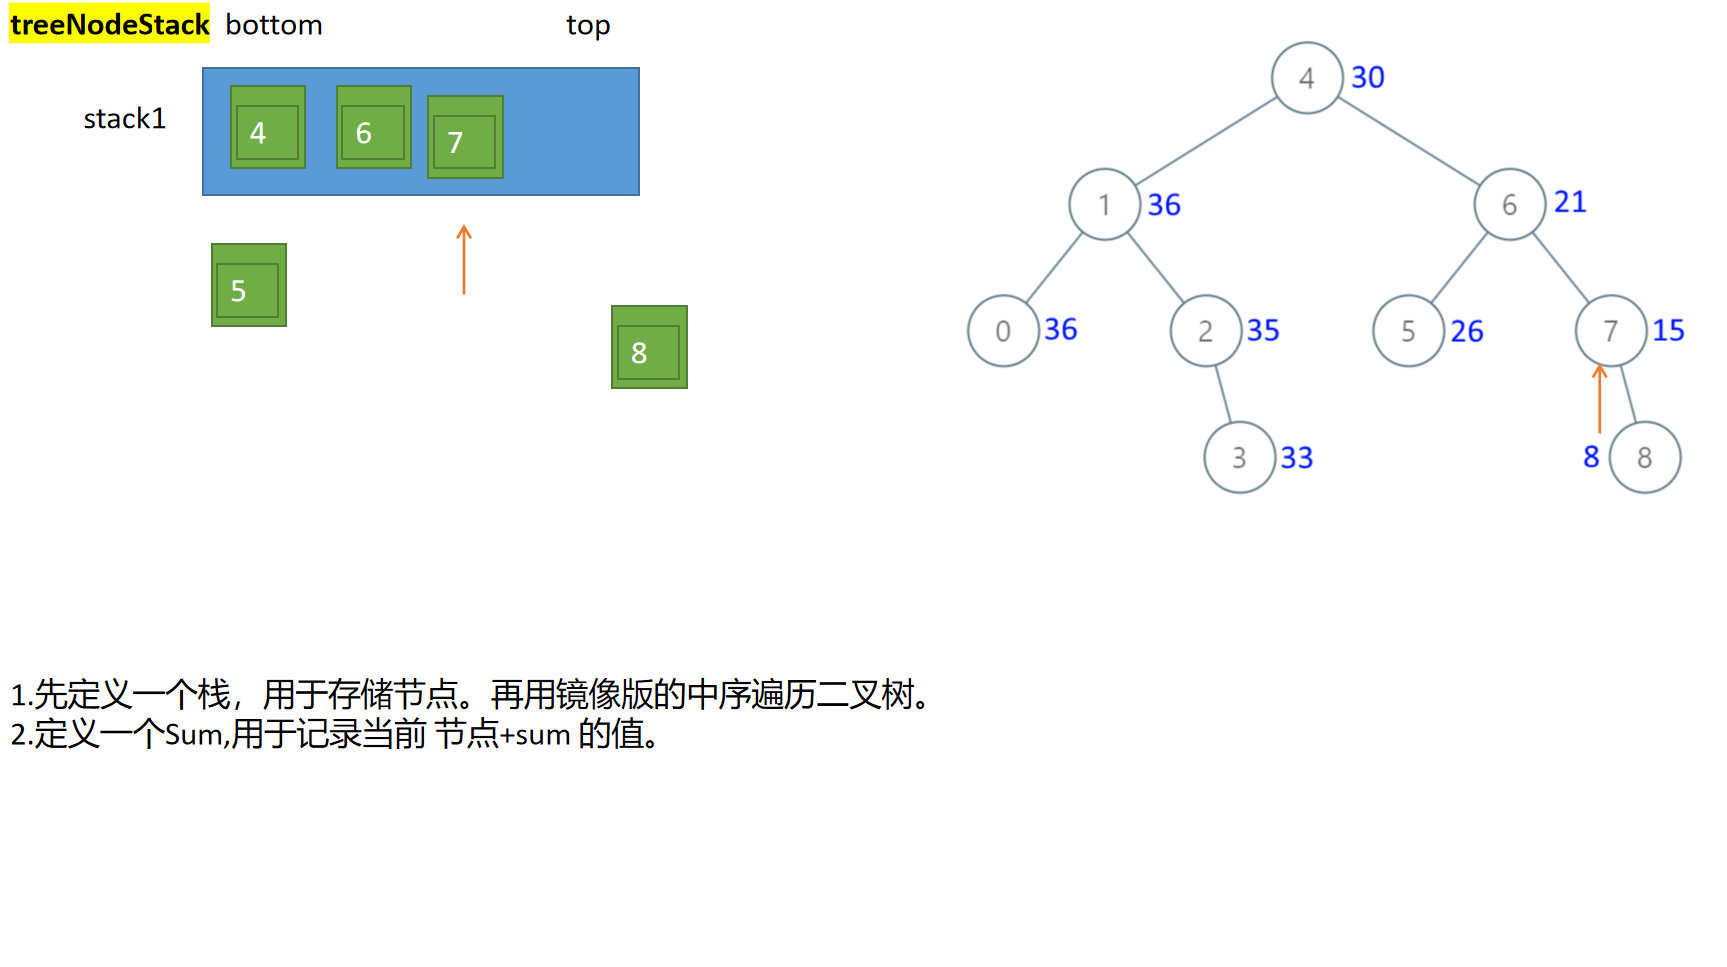 treeNodeStack bottom top
stack1
4 6 7
5
8
4 30
1 36 6 21
0 36 2 35 5 26 7 15
3 33 8 8
1.先定义一个栈，用于存储节点。再用镜像版的中序遍历二叉树。
2.定义一个Sum,用于记录当前 节点+sum 的值。